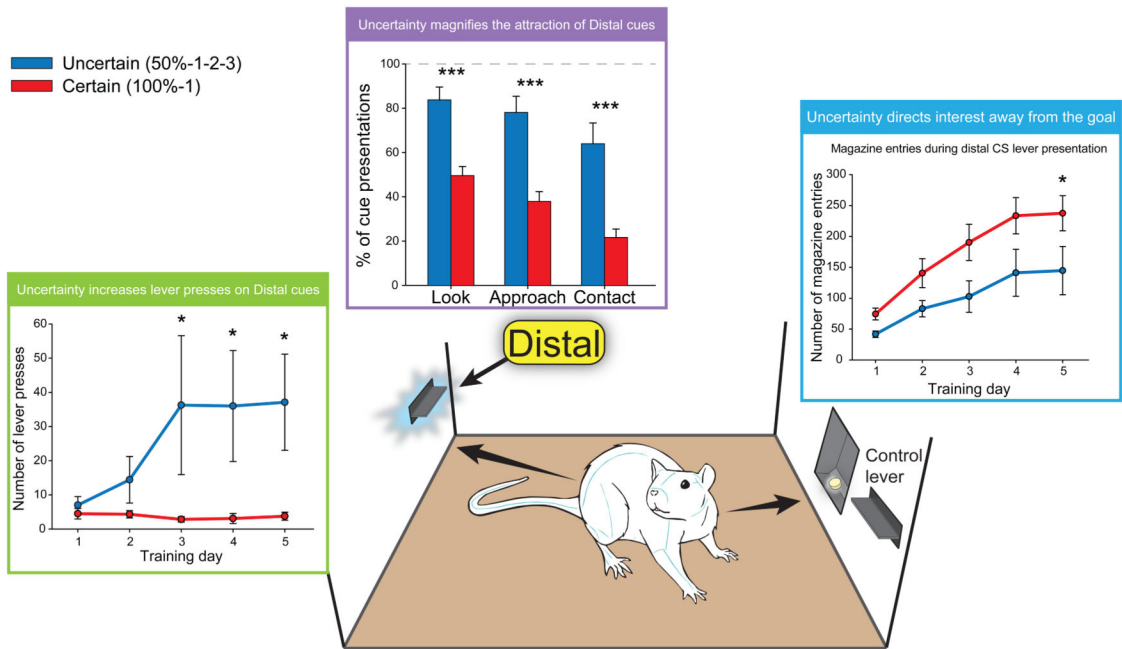 Uncertainty magnifies the attraction of Distal cues
Uncertain (50%-1-2-3)
Certain (100%-1)
% of cue presentations
100
80
60
40
20
0
***
***
***
Look Approach Contact
Uncertainty directs interest away from the goal
Magazine entries during distal CS lever presentation
Number of magazine entries
300
250
200
150
100
50
0
*
1 2 3 4 5
Training day
Uncertainty increases lever presses on Distal cues
Number of lever presses
60
50
40
30
20
10
0
* * *
1 2 3 4 5
Training day
Distal
Control
lever